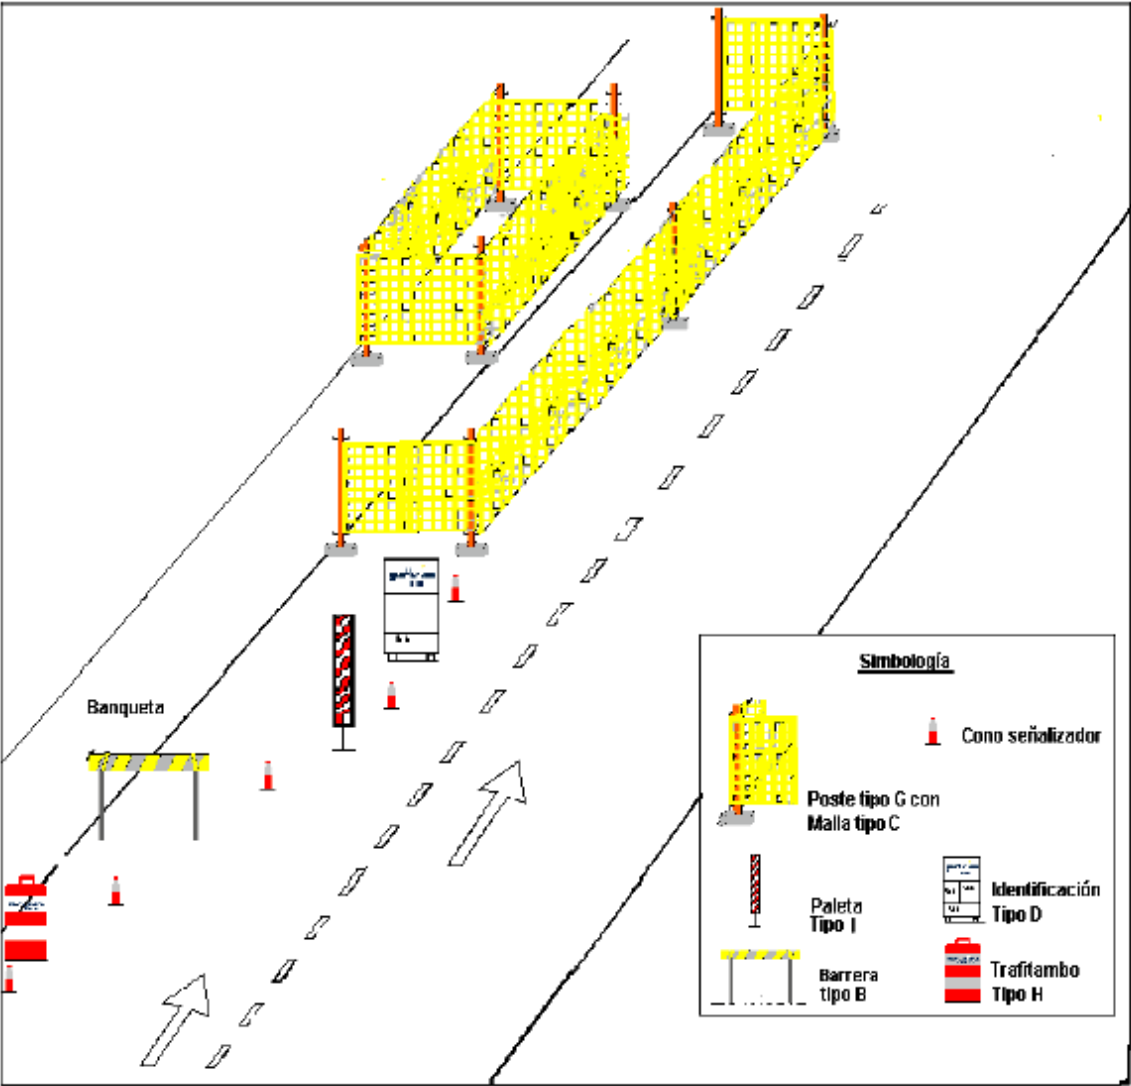 Banqueta
Simbología
Cono señalizador
Poste tipo G con
Malla tipo C
Paleta
Tipo I
Identificación
Tipo D
Barrera
tipo B
Trafitambo
Tipo H